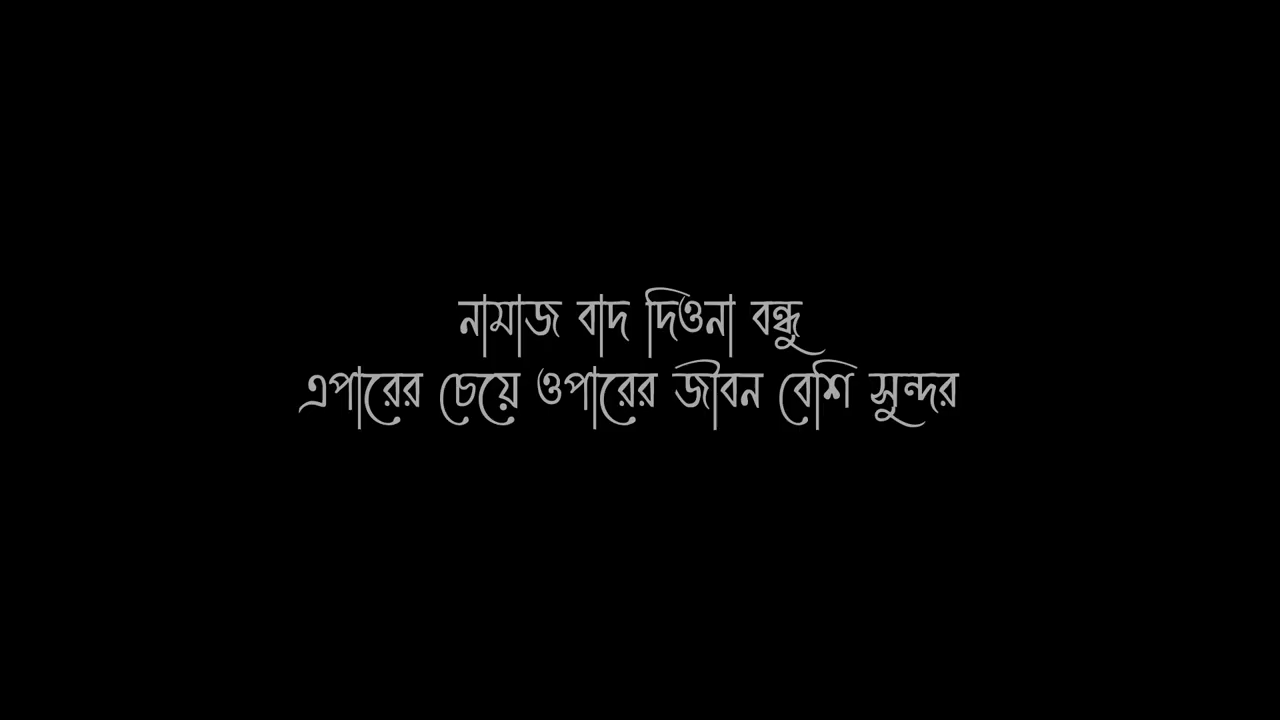 নামাজ বাদ দিওনা বন্ধু
এপারের চেয়ে ওপারের জীবন বেশি সুন্দর